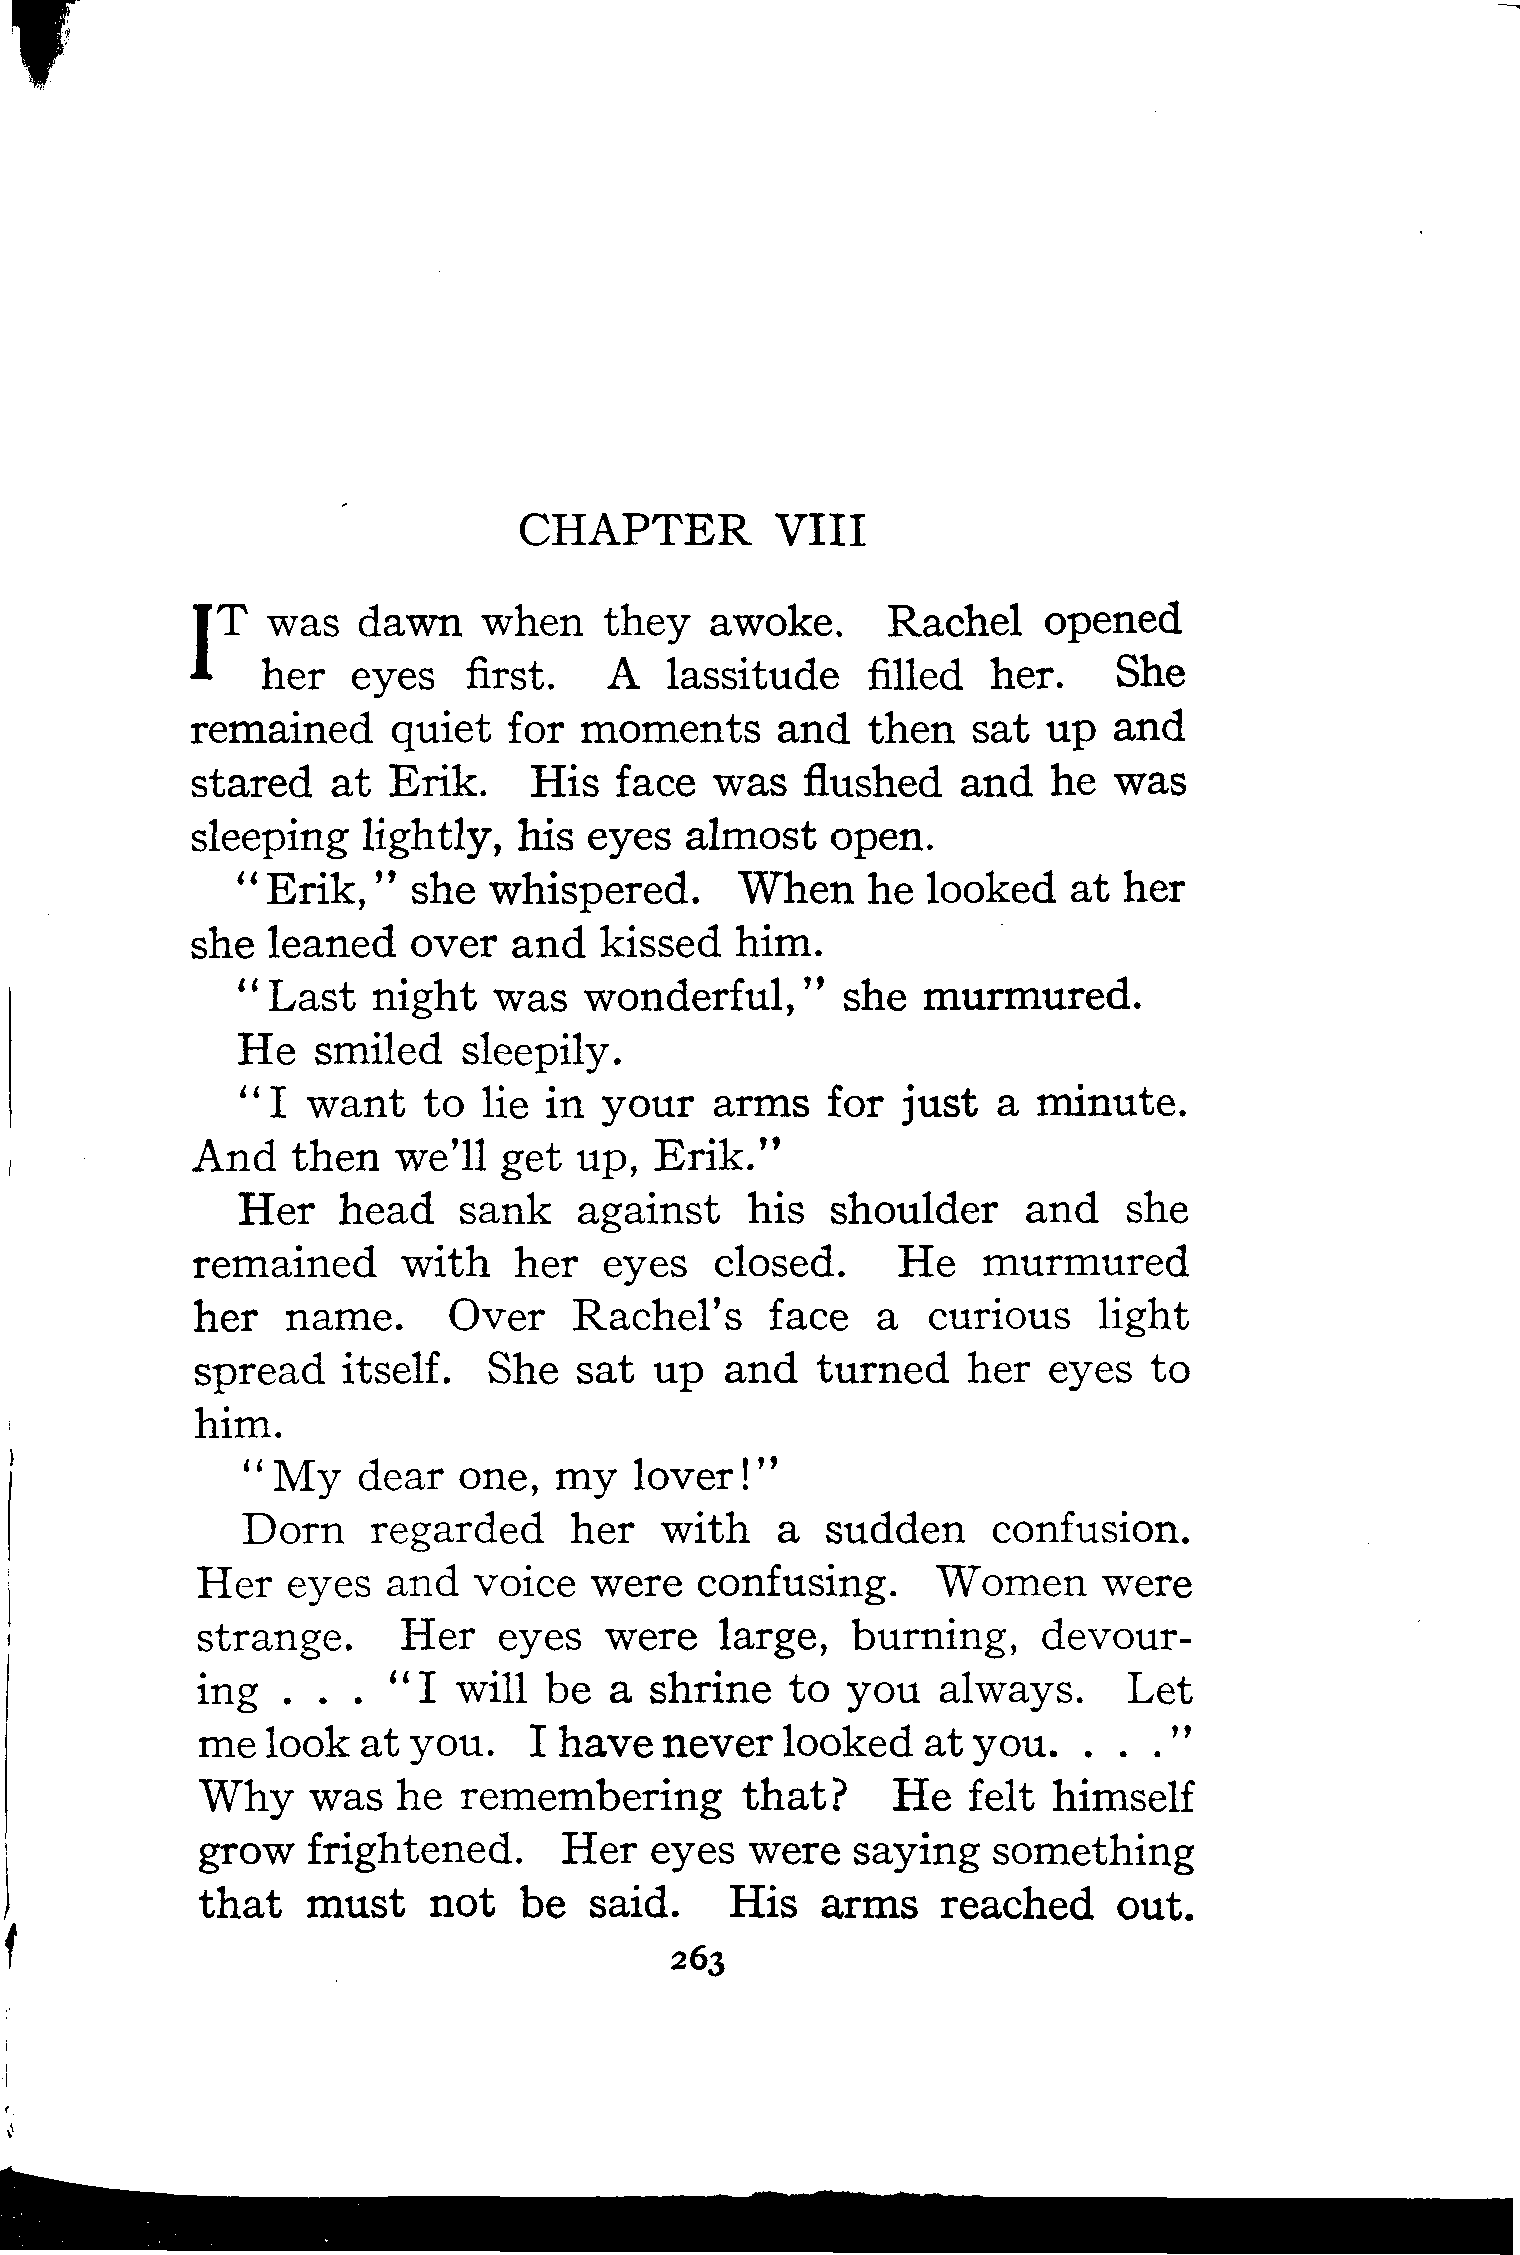 CHAPTER VIII
IT was dawn when they awoke. Rachel opened
her eyes first. A lassitude filled her. She
remained quiet for moments and then sat up and
stared at Erik. His face was flushed and he was
sleeping lightly, his eyes almost open.
"Erik," she whispered. When he looked at her
she leaned over and kissed him.
"Last night was wonderful," she murmured.
He smiled sleepily.
"I want to lie in your arms for just a minute.
And then we'll get up, Erik."
Her head sank against his shoulder and she
remained with her eyes closed. He murmured
her name. Over Rachel's face a curious light
spread itself. She sat up and turned her eyes to
him.
"My dear one, my lover!"
Dorn regarded her with a sudden confusion.
Her eyes and voice were confusing. Women were
strange. Her eyes were large, burning, devour-
ing . . . "I will be a shrine to you always. Let
me look at you. I have never looked at you. . . ."
Why was he remembering that? He felt himself
grow frightened. Her eyes were saying something
that must not be said. His arms reached out.
263